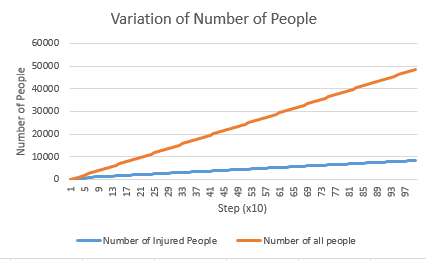 Variation of Number of People
Number of People
60000
50000
40000
30000
20000
10000
0
1 5 9 13 17 21 25 29 33 37 41 45 49 53 57 61 65 69 73 77 81 85 89 93 97
Step (x10)
Number of Injured People Number of all people